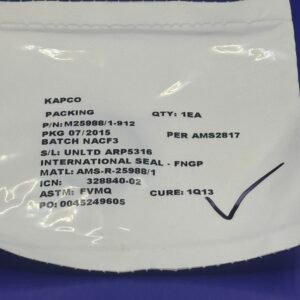 KAPCO
PACKING QTY: 1EA
P/N: M25988/1-912
PKG 07/2015 PER AMS2817
BATCH NACF3
S/L: UNLTD ARP5316
INTERNATIONAL SEAL - FNGP
MATL: AMS-R-25988/1
ICN: 328840-02
ASTM: FVMQ CURE: 1Q13
PO: 0045249605